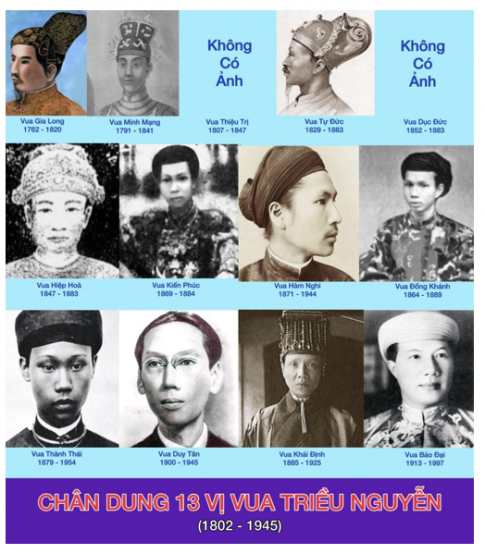 Không
Có
Ảnh
Không
Có
Ảnh
Vua Gia Long
1762 - 1820
Vua Minh Mạng
1791 - 1841
Vua Thiệu Trị
1807 - 1847
Vua Tự Đức
1829 - 1883
Vua Dục Đức
1852 - 1883
Vua Hiệp Hoà
1847 - 1883
Vua Kiến Phúc
1869 - 1884
Vua Hàm Nghi
1871 - 1944
Vua Đồng Khánh
1864 - 1889
Vua Thành Thái
1879 - 1954
Vua Duy Tân
1900 - 1945
Vua Khải Định
1885 - 1925
Vua Bảo Đại
1913 - 1997
CHÂN DUNG 13 VỊ VUA TRIỀU NGUYỄN
(1802 - 1945)